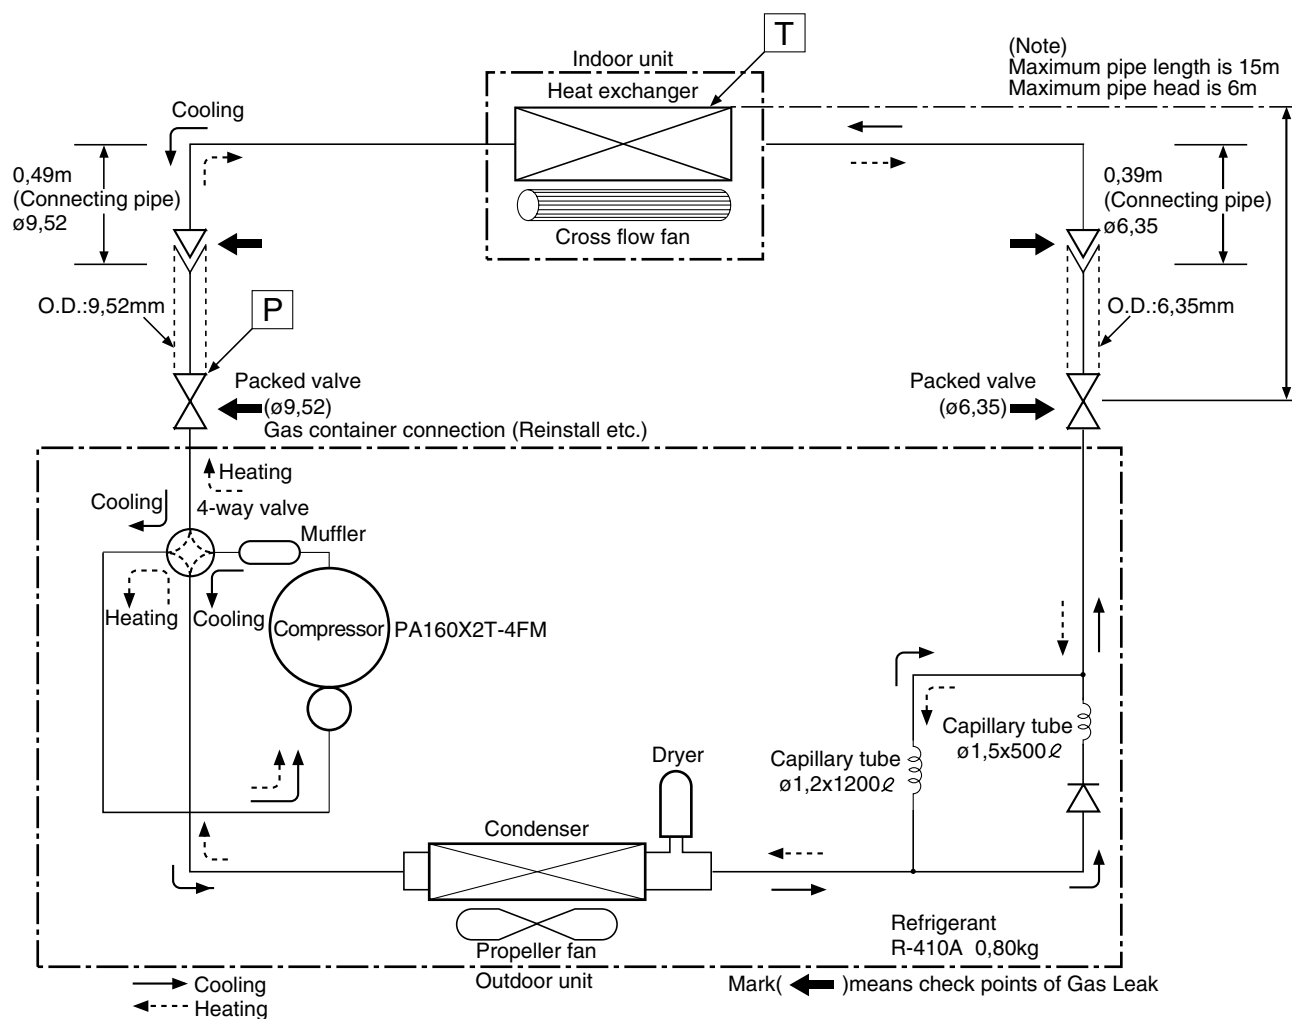 T
Indoor unit
Heat exchanger
(Note)
Maximum pipe length is 15m
Maximum pipe head is 6m
Cooling
0,49m
(Connecting pipe)
ø9,52
0,39m
(Connecting pipe)
ø6,35
Cross flow fan
O.D.:9,52mm
P
O.D.:6,35mm
Packed valve
(ø9,52)
Gas container connection (Reinstall etc.)
Packed valve
(ø6,35)
Heating
Cooling
4-way valve
Muffler
Heating
Cooling
Compressor
PA160X2T-4FM
Capillary tube
ø1,5x500ℓ
Capillary tube
ø1,2x1200ℓ
Dryer
Condenser
Propeller fan
Refrigerant
R-410A 0,80kg
Outdoor unit
Cooling
Heating
Mark( )means check points of Gas Leak